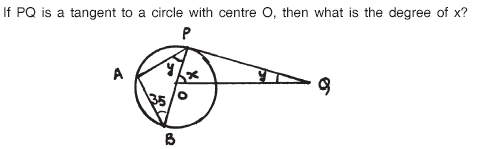 If PQ is a tangent to a circle with centre O, then what is the degree of x?
P
A y x y Q
35 O
B